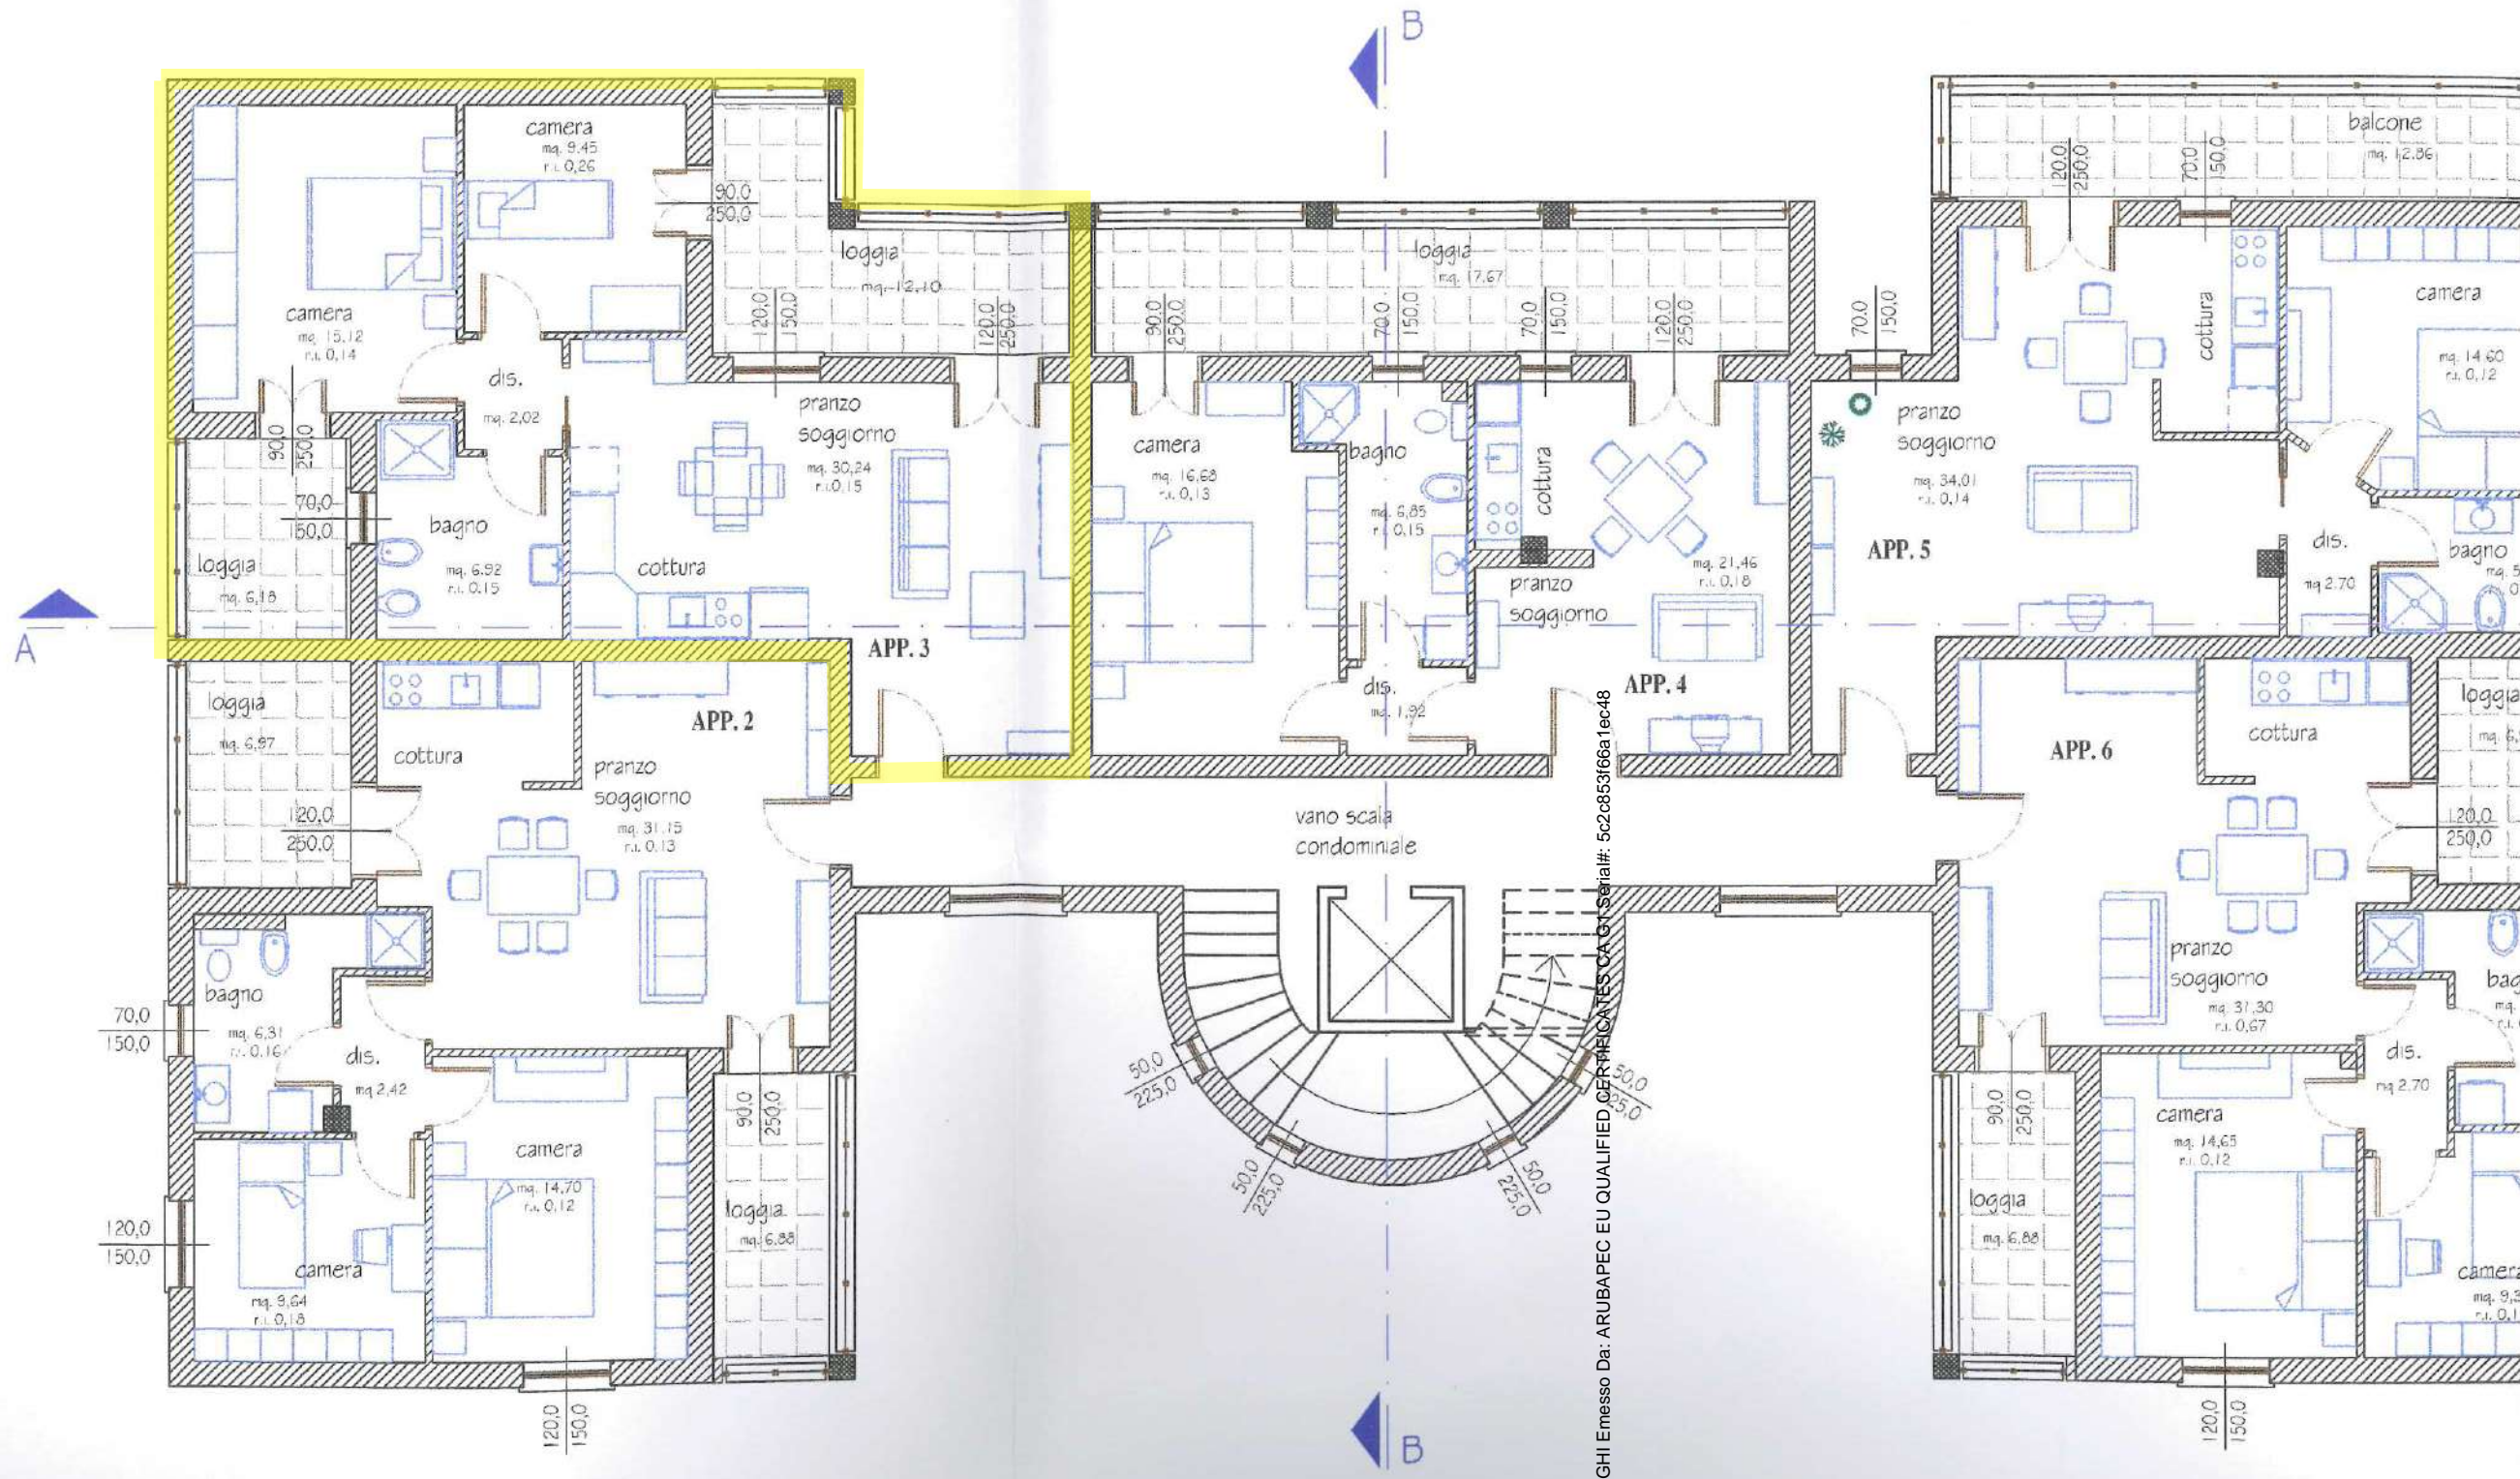 B
camera
mq. 9.45
r.i. 0,26
90,0
250,0
loggia
mq. 12,10
120,0
150,0
120,0
250,0
camera
mq. 15,12
r.i. 0,14
dis.
mq. 2,02
90,0
250,0
70,0
150,0
loggia
mq. 6,18
bagno
mq. 6.92
r.i. 0.15
pranzo
soggiorno
mq. 30,24
r.i. 0,15
cottura
APP. 3
A
loggia
mq. 17.67
90,0
250,0
70,0
150,0
70,0
150,0
120,0
250,0
camera
mq. 16,68
r.i. 0,13
bagno
mq. 6,85
r.i. 0,15
cottura
mq. 21,46
r.i. 0,18
pranzo
soggiorno
dis.
mq. 1,92
APP. 4
balcone
mq. 12.86
120,0
250,0
70,0
150,0
70,0
150,0
cottura
camera
mq. 14.60
r.i. 0,12
pranzo
soggiorno
mq. 34,01
r.i. 0,14
APP. 5
dis.
mq 2.70
bagno
loggia
mq. 6,97
cottura
APP. 2
pranzo
soggiorno
mq. 31.15
r.i. 0.13
120,0
250,0
bagno
mq. 6,31
r.i. 0.16
70,0
150,0
dis.
mq 2,42
camera
mq. 14,70
r.i. 0,12
90,0
250,0
loggia
mq. 6,88
120,0
150,0
camera
mq. 9,64
r.i. 0,18
120,0
150,0
vano scala
condominiale
50,0
225,0
50,0
225,0
50,0
225,0
50,0
225,0
GHI Emesso Da: ARUBAPEC EU QUALIFIED CERTIFICATES CA G1 Serial#: 5c2c853f66a1ec48
B
APP. 6
cottura
loggia
120,0
250,0
pranzo
soggiorno
mq. 31.30
r.i. 0,67
dis.
mq 2.70
90,0
250,0
loggia
mq. 6,88
camera
mq. 14,65
r.i. 0,12
camera
120,0
150,0